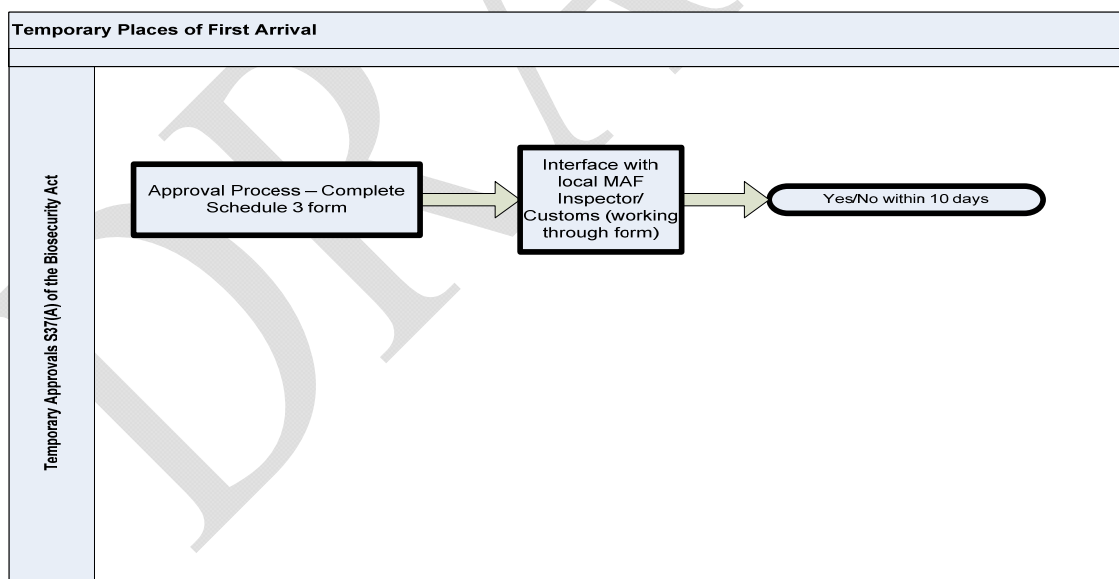 Temporary Places of First Arrival
Temporary Approvals S37(A) of the Biosecurity Act
Approval Process – Complete
Schedule 3 form
Interface with
local MAF
Inspector/
Customs (working
through form)
Yes/No within 10 days
DRA